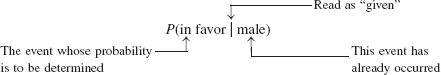 Read as “given”
P(in favor | male)
The event whose probability
is to be determined
This event has
already occurred